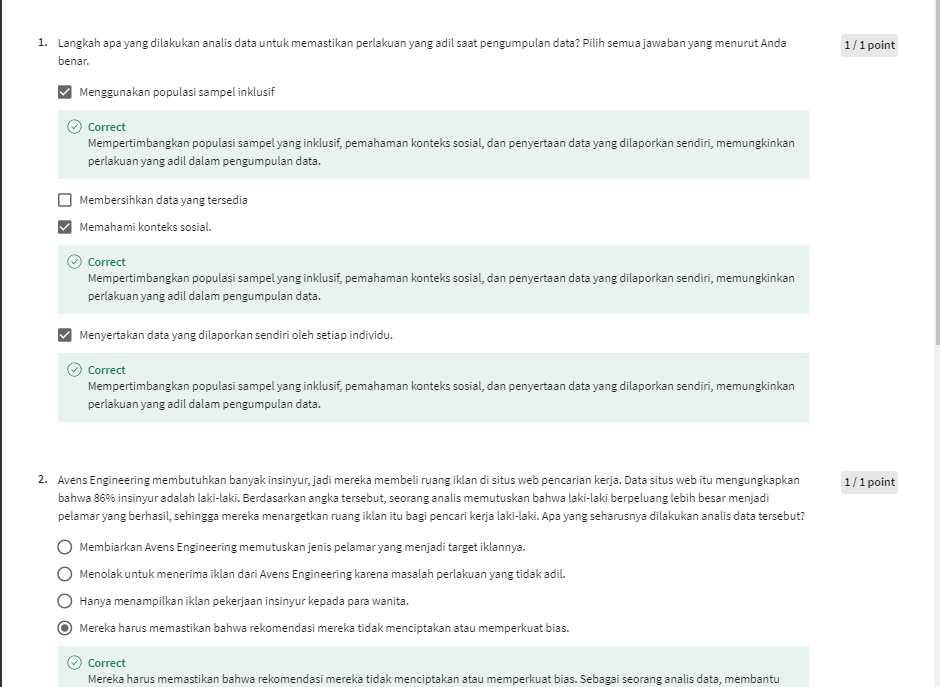 1. Langkah apa yang dilakukan analis data untuk memastikan perlakuan yang adil saat pengumpulan data? Pilih semua jawaban yang menurut Anda
benar.
1 / 1 point
Menggunakan populasi sampel inklusif
Correct
Mempertimbangkan populasi sampel yang inklusif, pemahaman konteks sosial, dan penyertaan data yang dilaporkan sendiri, memungkinkan
perlakuan yang adil dalam pengumpulan data.
Membersihkan data yang tersedia
Memahami konteks sosial.
Correct
Mempertimbangkan populasi sampel yang inklusif, pemahaman konteks sosial, dan penyertaan data yang dilaporkan sendiri, memungkinkan
perlakuan yang adil dalam pengumpulan data.
Menyertakan data yang dilaporkan sendiri oleh setiap individu.
Correct
Mempertimbangkan populasi sampel yang inklusif, pemahaman konteks sosial, dan penyertaan data yang dilaporkan sendiri, memungkinkan
perlakuan yang adil dalam pengumpulan data.
2. Avens Engineering membutuhkan banyak insinyur, jadi mereka membeli ruang iklan di situs web pencarian kerja. Data situs web itu mengungkapkan
bahwa 86% insinyur adalah laki-laki. Berdasarkan angka tersebut, seorang analis memutuskan bahwa laki-laki berpeluang lebih besar menjadi
pelamar yang berhasil, sehingga mereka menargetkan ruang iklan itu bagi pencari kerja laki-laki. Apa yang seharusnya dilakukan analis data tersebut?
1 / 1 point
Membiarkan Avens Engineering memutuskan jenis pelamar yang menjadi target iklannya.
Menolak untuk menerima iklan dari Avens Engineering karena masalah perlakuan yang tidak adil.
Hanya menampilkan iklan pekerjaan insinyur kepada para wanita.
Mereka harus memastikan bahwa rekomendasi mereka tidak menciptakan atau memperkuat bias.
Correct
Mereka harus memastikan bahwa rekomendasi mereka tidak menciptakan atau memperkuat bias. Sebagai seorang analis data, membantu